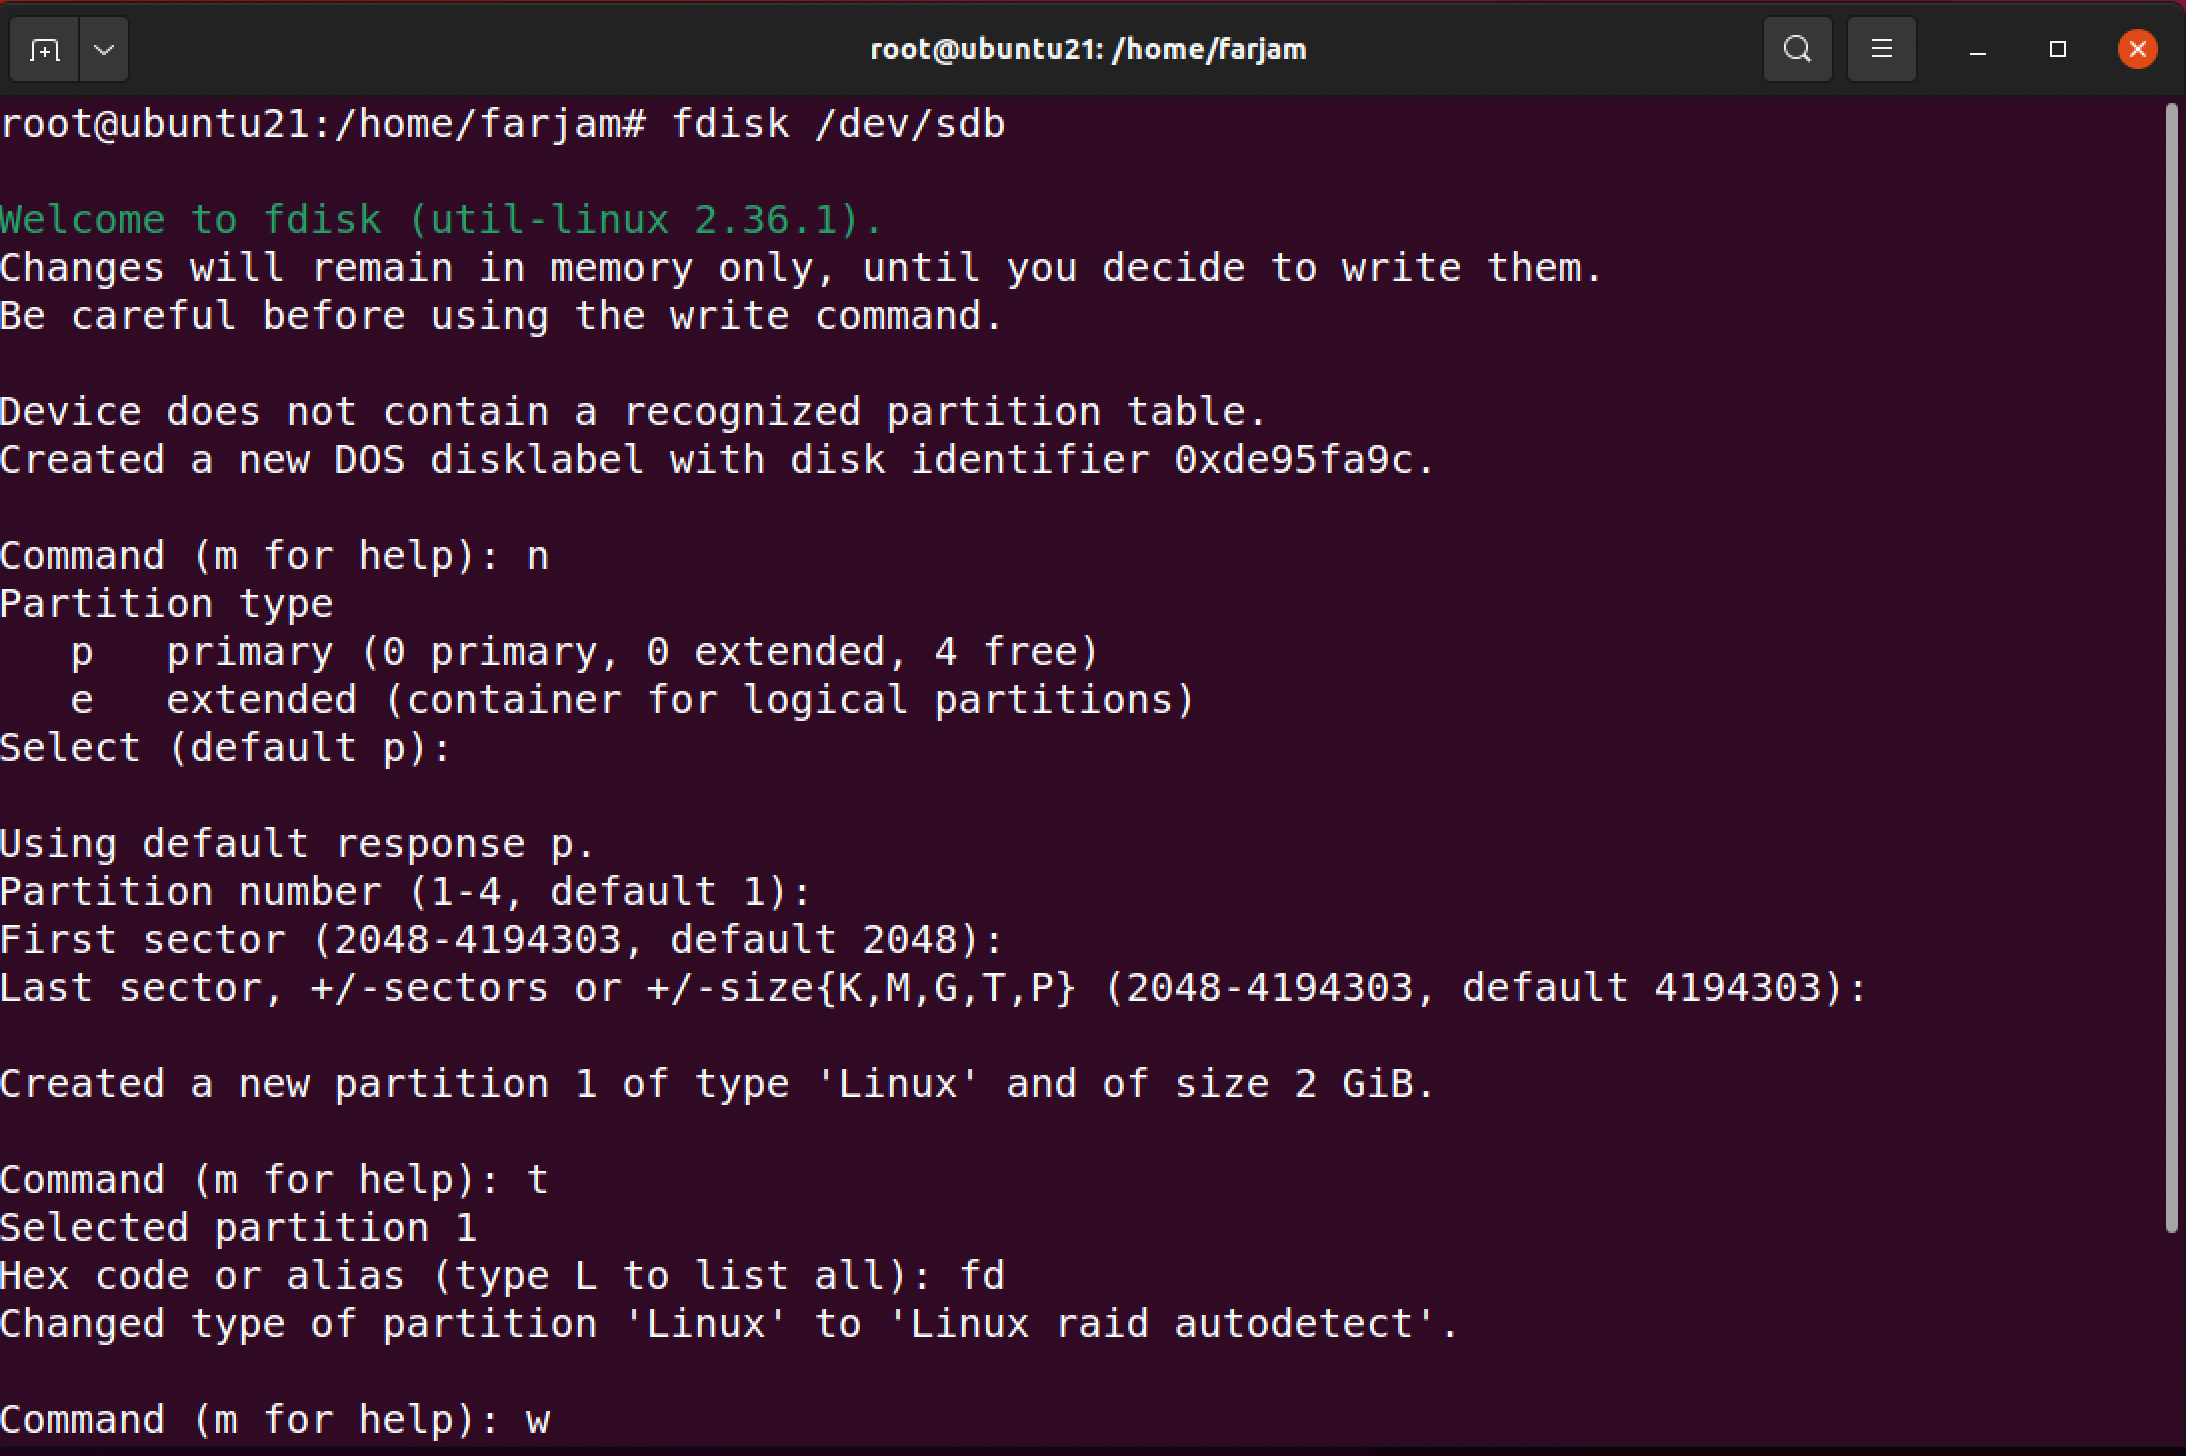 root@ubuntu21: /home/farjam
root@ubuntu21:/home/farjam# fdisk /dev/sdb
Welcome to fdisk (util-linux 2.36.1).
Changes will remain in memory only, until you decide to write them.
Be careful before using the write command.
Device does not contain a recognized partition table.
Created a new DOS disklabel with disk identifier 0xde95fa9c.
Command (m for help): n
Partition type
   p   primary (0 primary, 0 extended, 4 free)
   e   extended (container for logical partitions)
Select (default p):
Using default response p.
Partition number (1-4, default 1):
First sector (2048-4194303, default 2048):
Last sector, +/-sectors or +/-size{K,M,G,T,P} (2048-4194303, default 4194303):
Created a new partition 1 of type 'Linux' and of size 2 GiB.
Command (m for help): t
Selected partition 1
Hex code or alias (type L to list all): fd
Changed type of partition 'Linux' to 'Linux raid autodetect'.
Command (m for help): w